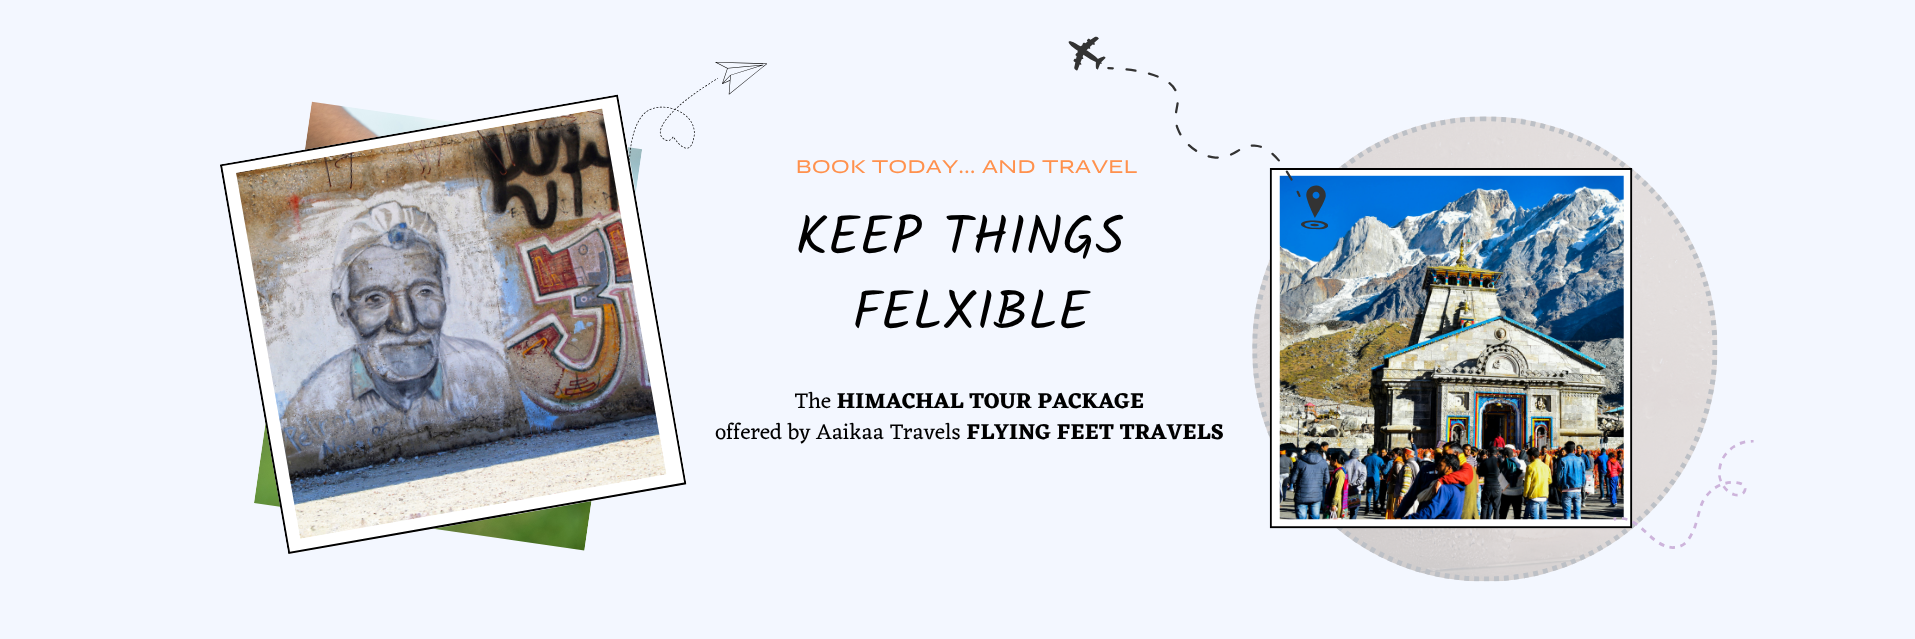 BOOK TODAY... AND TRAVEL
KEEP THINGS
FELXIBLE
The HIMACHAL TOUR PACKAGE
offered by Aaikaa Travels FLYING FEET TRAVELS